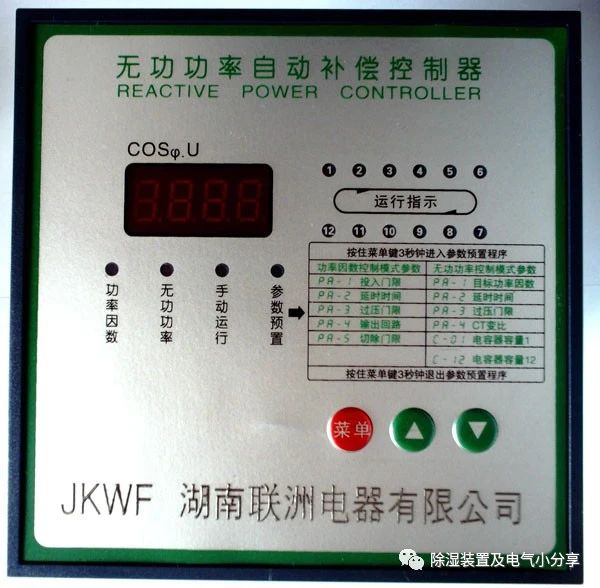 无功功率自动补偿控制器
REACTIVE POWER CONTROLLER
COSφ.U
8.8.8.8
① ② ③ ④ ⑤ ⑥
运行指示
⑫ ⑪ ⑩ ⑨ ⑧ ⑦
功率因数
无功功率
手动运行
参数预置
按住菜单键3秒钟进入参数预置程序
功率因数控制模式参数 无功功率控制模式参数
PA-1 投入门限 PA-1 目标功率因数
PA-2 延时时间 PA-2 延时时间
PA-3 过压门限 PA-3 过压门限
PA-4 输出回路 PA-4 CT变比
PA-5 切除门限 C-01 电容器容量1
C-12 电容器容量12
按住菜单键3秒钟退出参数预置程序
菜单 ▲ ▼
JKWF 湖南联洲电器有限公司
除湿装置及电气小分享